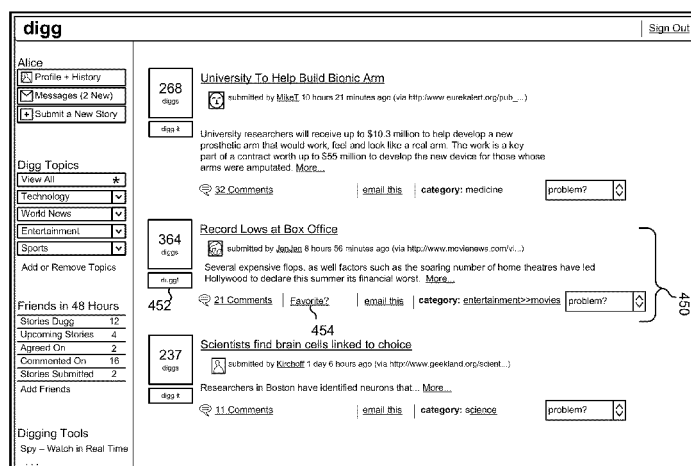 digg
Sign Out
Alice
Profile + History
Messages (2 New)
+ Submit a New Story
Digg Topics
View All *
Technology
World News
Entertainment
Sports
Add or Remove Topics
Friends in 48 Hours
Stories Dugg 12
Upcoming Stories 4
Agreed On 2
Commented On 16
Stories Submitted 2
Add Friends
Digging Tools
Spy – Watch in Real Time
268
diggs
digg it
University To Help Build Bionic Arm
submitted by MikeT 10 hours 21 minutes ago (via http://www.eurekalert.org/pub_...)
University researchers will receive up to $10.3 million to help develop a new
prosthetic arm that would work, feel and look like a real arm. The work is a key
part of a contract worth up to $55 million to develop the new device for those whose
arms were amputated. More...
32 Comments email this category: medicine problem?
364
diggs
dugg!
452
Record Lows at Box Office
submitted by JenJen 8 hours 56 minutes ago (via http://www.movienews.com/vi...)
Several expensive flops, as well factors such as the soaring number of home theatres have led
Hollywood to declare this summer its financial worst. More...
21 Comments Favorite? email this category: entertainment>>movies problem?
454
450
237
diggs
digg it
Scientists find brain cells linked to choice
submitted by Kirchoff 1 day 6 hours ago (via http://www.geekland.org/scient...)
Researchers in Boston have identified neurons that... More...
11 Comments email this category: science problem?